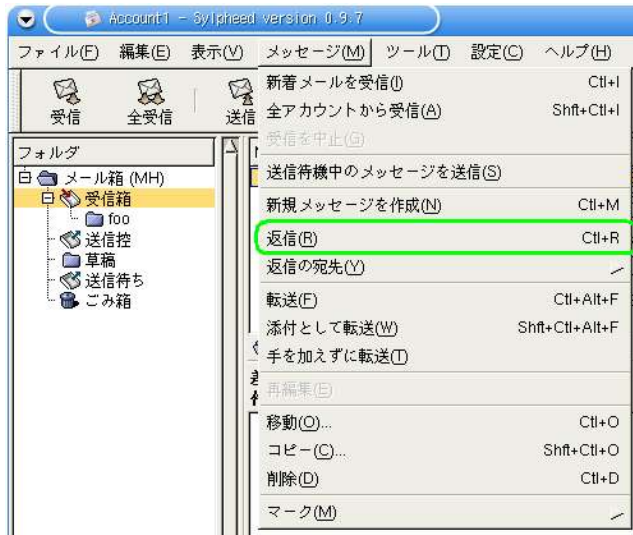 Account1 - Sylpheed version 0.9.7
ファイル(F) 編集(E) 表示(V) メッセージ(M) ツール(T) 設定(C) ヘルプ(H)
受信 全受信 送信
フォルダ
メール箱 (MH)
受信箱
foo
送信控
草稿
送信待ち
ごみ箱
新着メールを受信(I) Ctl+I
全アカウントから受信(A) Shft+Ctl+I
受信を中止(G)
送信待機中のメッセージを送信(S)
新規メッセージを作成(N) Ctl+M
返信(R) Ctl+R
返信の宛先(Y)
転送(F) Ctl+Alt+F
添付として転送(W) Shft+Ctl+Alt+F
手を加えずに転送(T)
再編集(E)
移動(O)... Ctl+O
コピー(C)... Shft+Ctl+O
削除(D) Ctl+D
マーク(M)